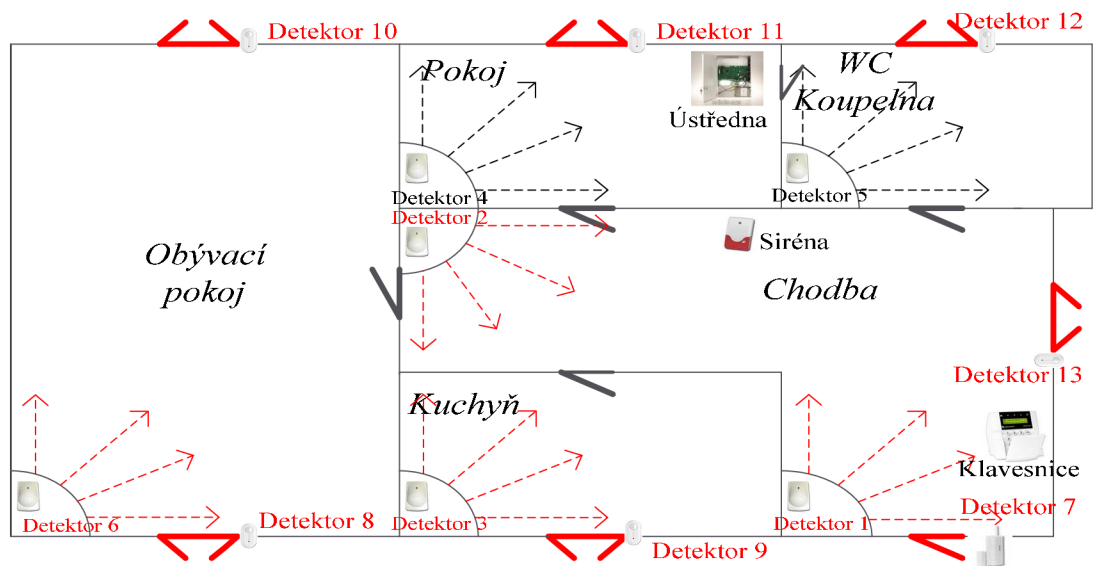 Detektor 10
Detektor 11
Detektor 12
Pokoj
WC
Koupelna
Ústředna
Detektor 4
Detektor 5
Detektor 2
Siréna
Obývací
pokoj
Chodba
Detektor 13
Kuchyň
Klavesnice
Detektor 7
Detektor 6
Detektor 8
Detektor 3
Detektor 9
Detektor 1